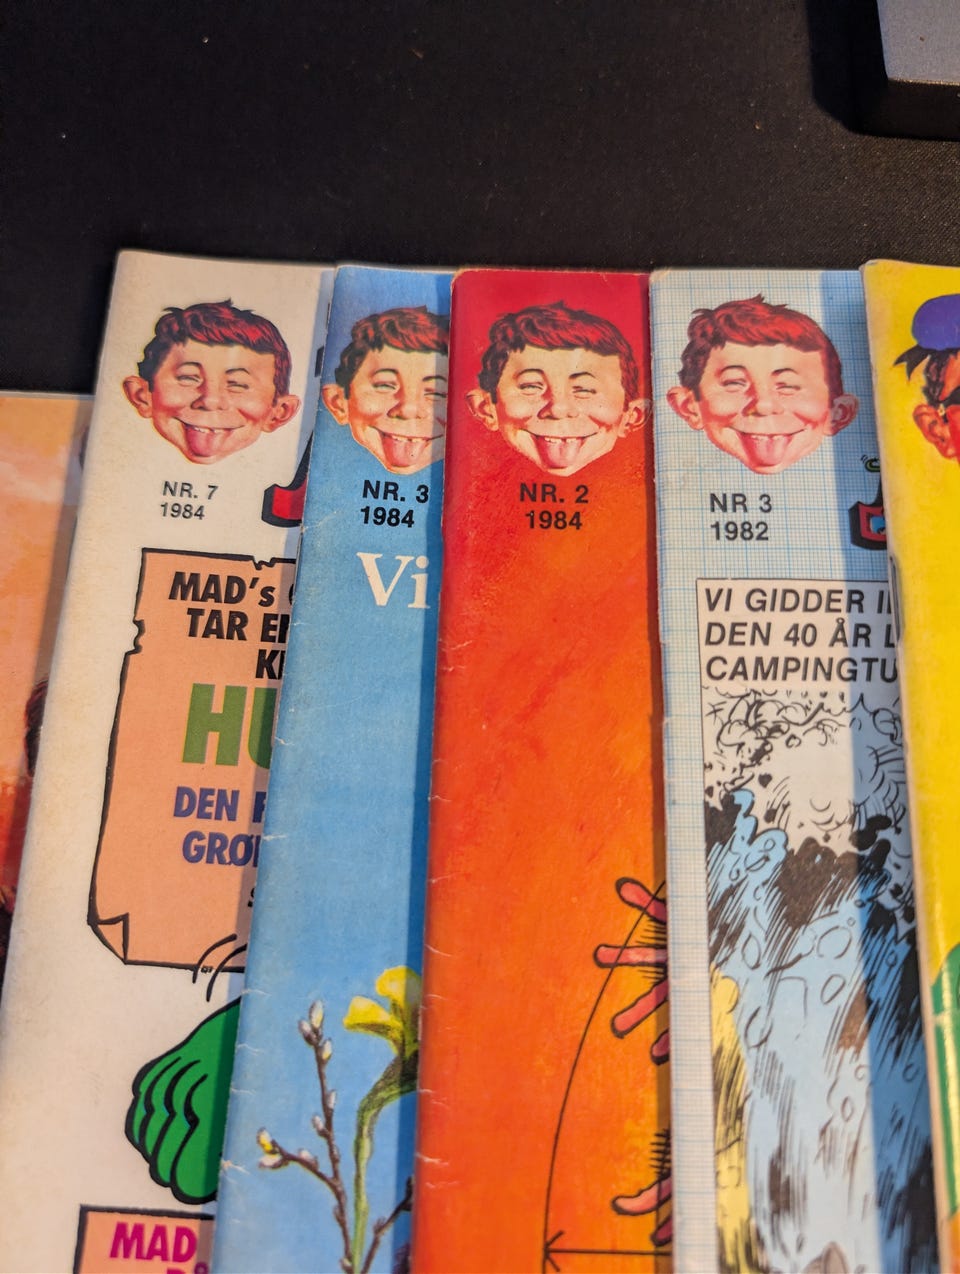 NR. 7
1984
MAD's
TAR
HU
DEN
GRØ
MAD
NR. 3
1984
Vi
NR. 2
1984
NR 3
1982
VI GIDDER
DEN 40 ÅR
CAMPINGTU